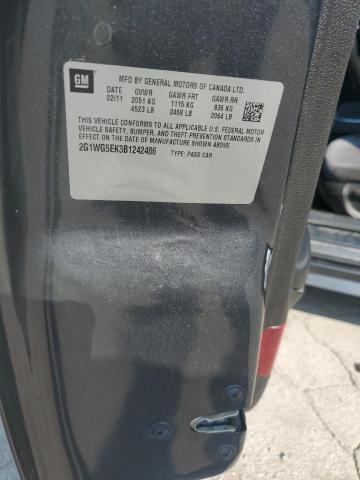 GM
MFD BY GENERAL MOTORS OF CANADA LTD.
DATE GVWR GAWR FRT GAWR RR
02/11 2051 KG 1115 KG 936 KG
4523 LB 2459 LB 2064 LB
THIS VEHICLE CONFORMS TO ALL APPLICABLE U.S. FEDERAL MOTOR
VEHICLE SAFETY, BUMPER, AND THEFT PREVENTION STANDARDS
IN EFFECT ON THE DATE OF MANUFACTURE SHOWN ABOVE.
2G1WG5EK3B1242486 TYPE: PASS CAR